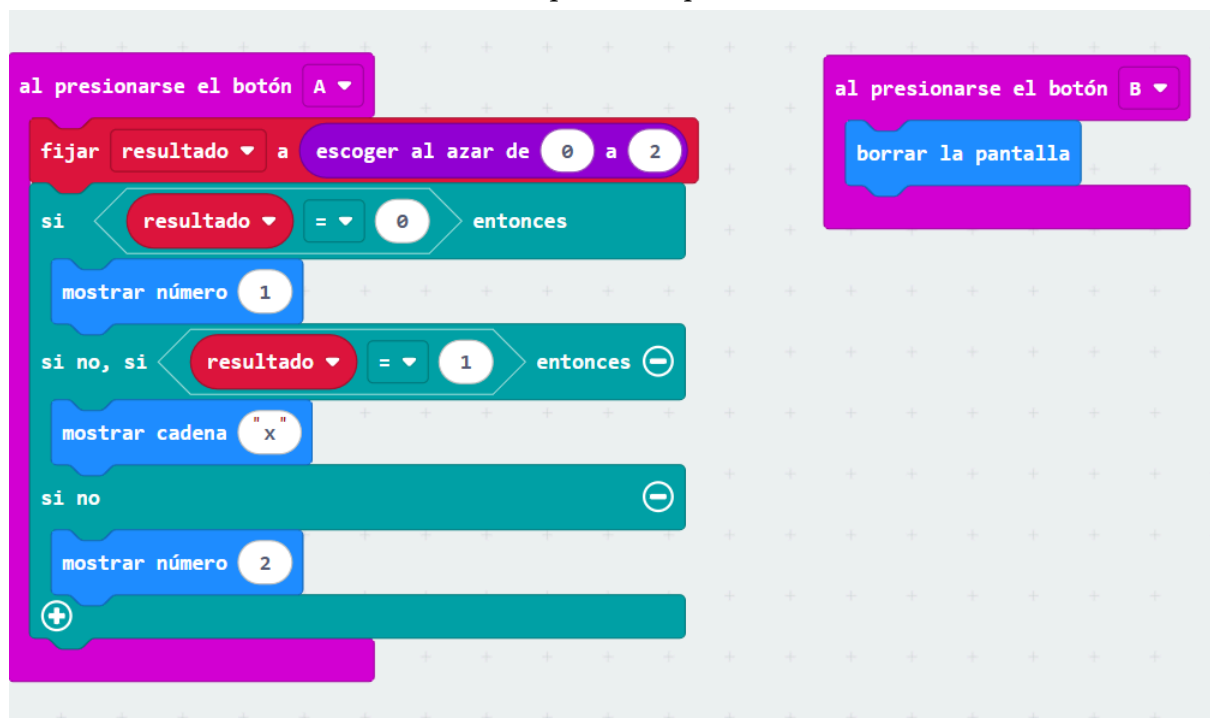 al presionarse el botón A
fijar resultado a escoger al azar de 0 a 2
si resultado = 0 entonces
mostrar número 1
si no, si resultado = 1 entonces
mostrar cadena "x"
si no
mostrar número 2
al presionarse el botón B
borrar la pantalla